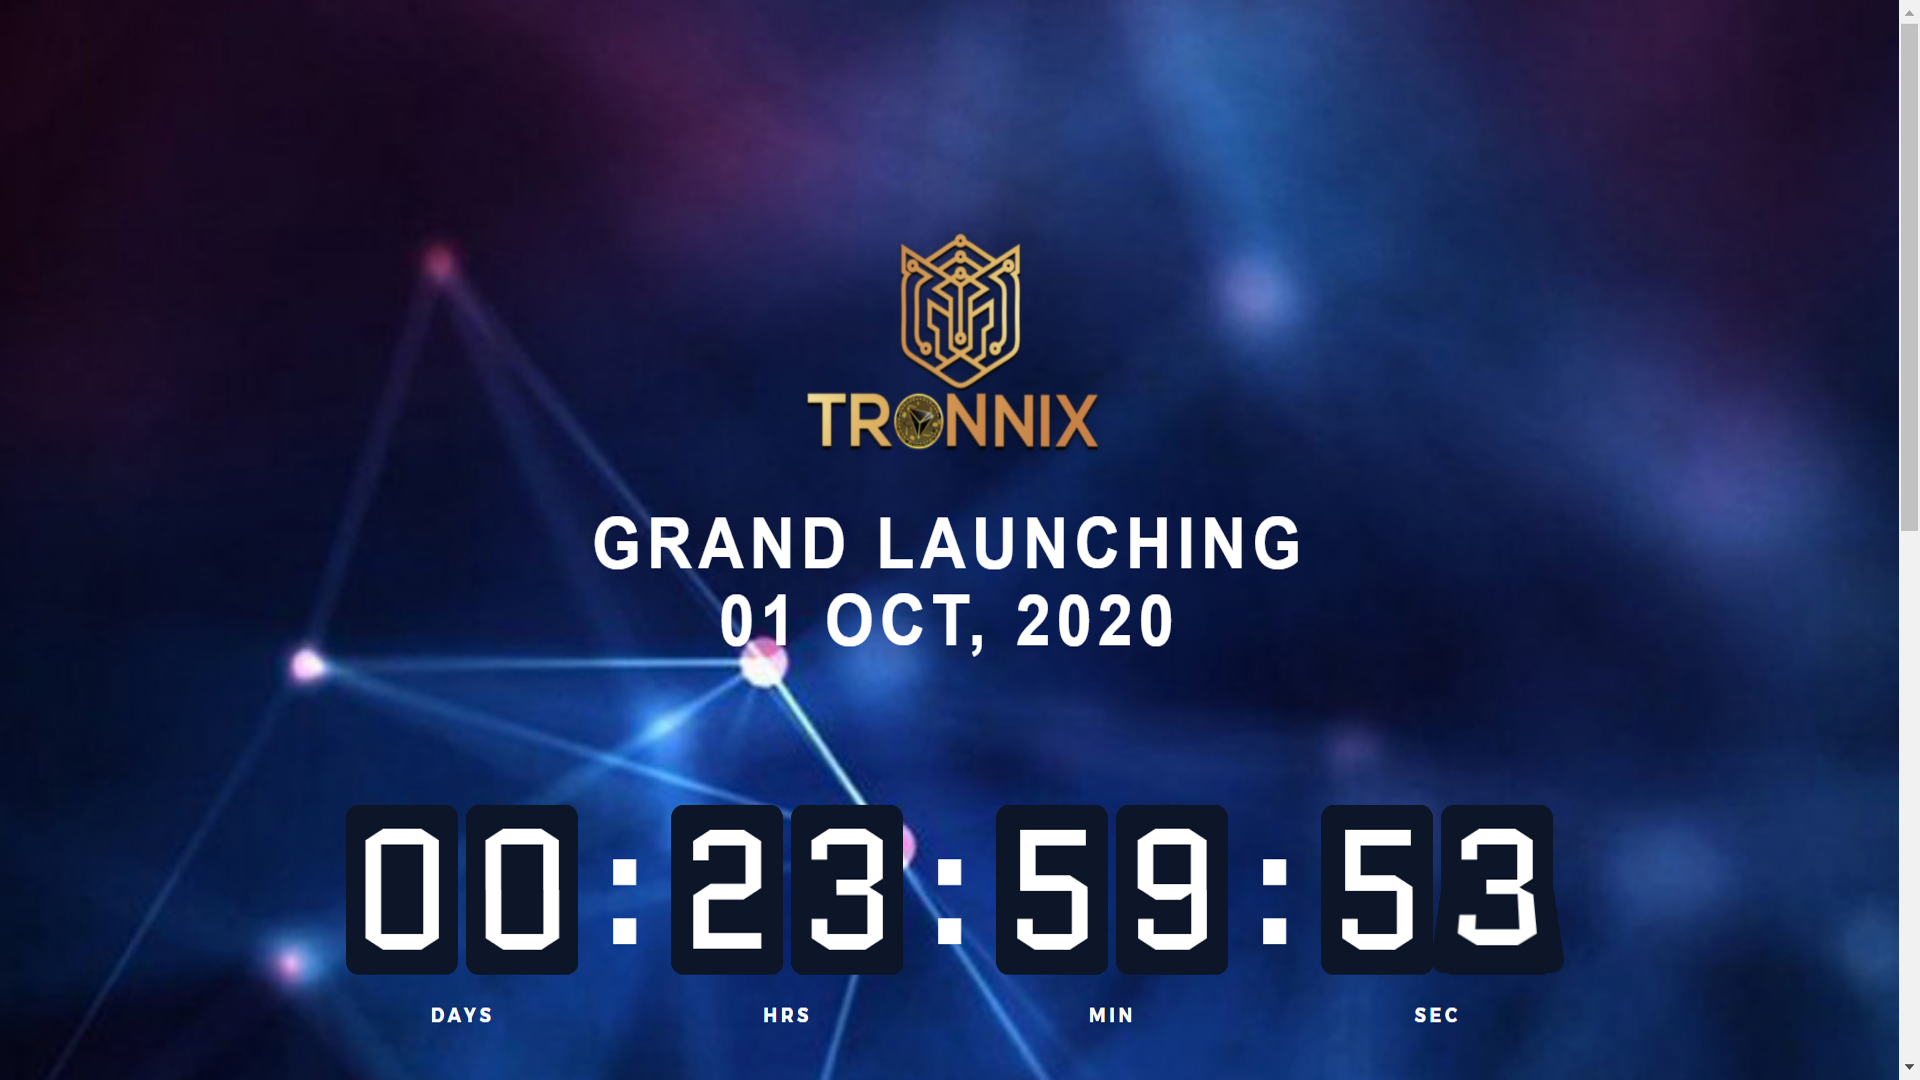 TRONNIX
GRAND LAUNCHING
01 OCT, 2020
00 : 23 : 59 : 53
DAYS HRS MIN SEC